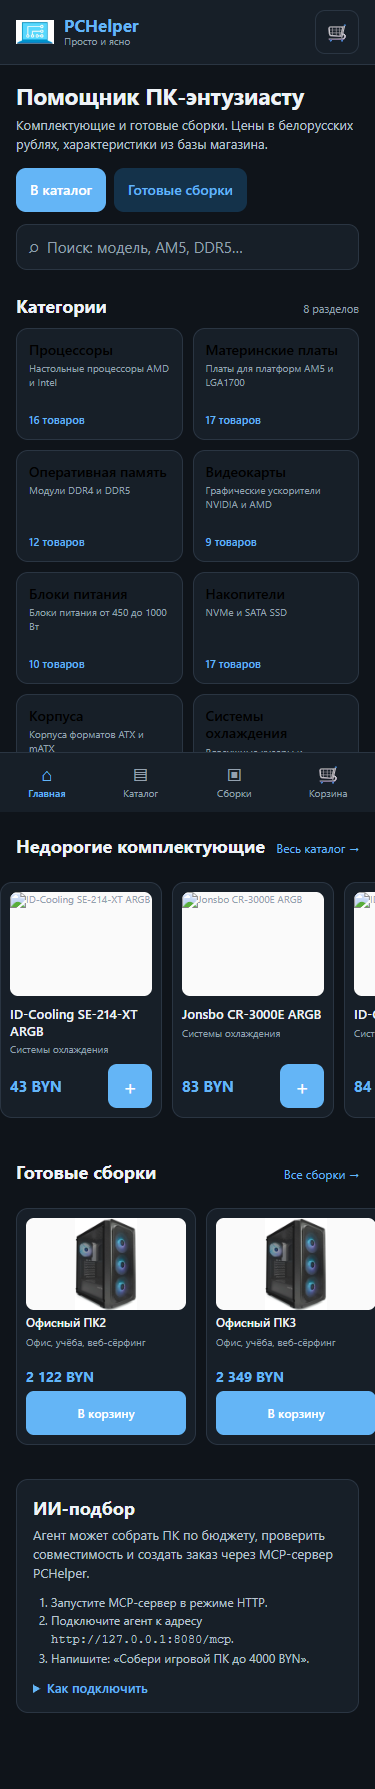 PCHelper
Просто и ясно
Помощник ПК-энтузиасту
Комплектующие и готовые сборки. Цены в белорусских
рублях, характеристики из базы магазина.
В каталог
Готовые сборки
Поиск: модель, AM5, DDR5...
Категории
8 разделов
Процессоры
Настольные процессоры AMD
и Intel
16 товаров
Материнские платы
Платы для платформ AM5 и
LGA1700
17 товаров
Оперативная память
Модули DDR4 и DDR5
12 товаров
Видеокарты
Графические ускорители
NVIDIA и AMD
9 товаров
Блоки питания
Блоки питания от 450 до 1000
Вт
10 товаров
Накопители
NVMe и SATA SSD
17 товаров
Корпуса
Корпуса форматов ATX и
mATX
Системы
охлаждения
Главная
Каталог
Сборки
Корзина
Недорогие комплектующие
Весь каталог →
ID-Cooling SE-214-XT ARGB
ID-Cooling SE-214-XT
ARGB
Системы охлаждения
43 BYN
+
Jonsbo CR-3000E ARGB
Jonsbo CR-3000E ARGB
Системы охлаждения
83 BYN
+
84
Готовые сборки
Все сборки →
Офисный ПК2
Офис, учёба, веб-сёрфинг
2 122 BYN
В корзину
Офисный ПК3
Офис, учёба, веб-сёрфинг
2 349 BYN
В корзину
ИИ-подбор
Агент может собрать ПК по бюджету, проверить
совместимость и создать заказ через MCP-сервер
PCHelper.
1. Запустите MCP-сервер в режиме HTTP.
2. Подключите агент к адресу
http://127.0.0.1:8080/mcp.
3. Напишите: «Собери игровой ПК до 4000 BYN».
Как подключить